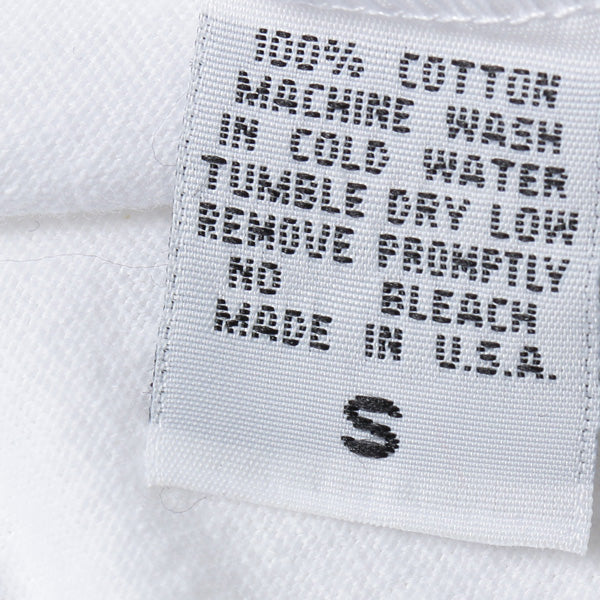 100% COTTON
MACHINE WASH
IN COLD WATER
TUMBLE DRY LOW
REMOVE PROMPTLY
NO BLEACH
MADE IN U.S.A.
S